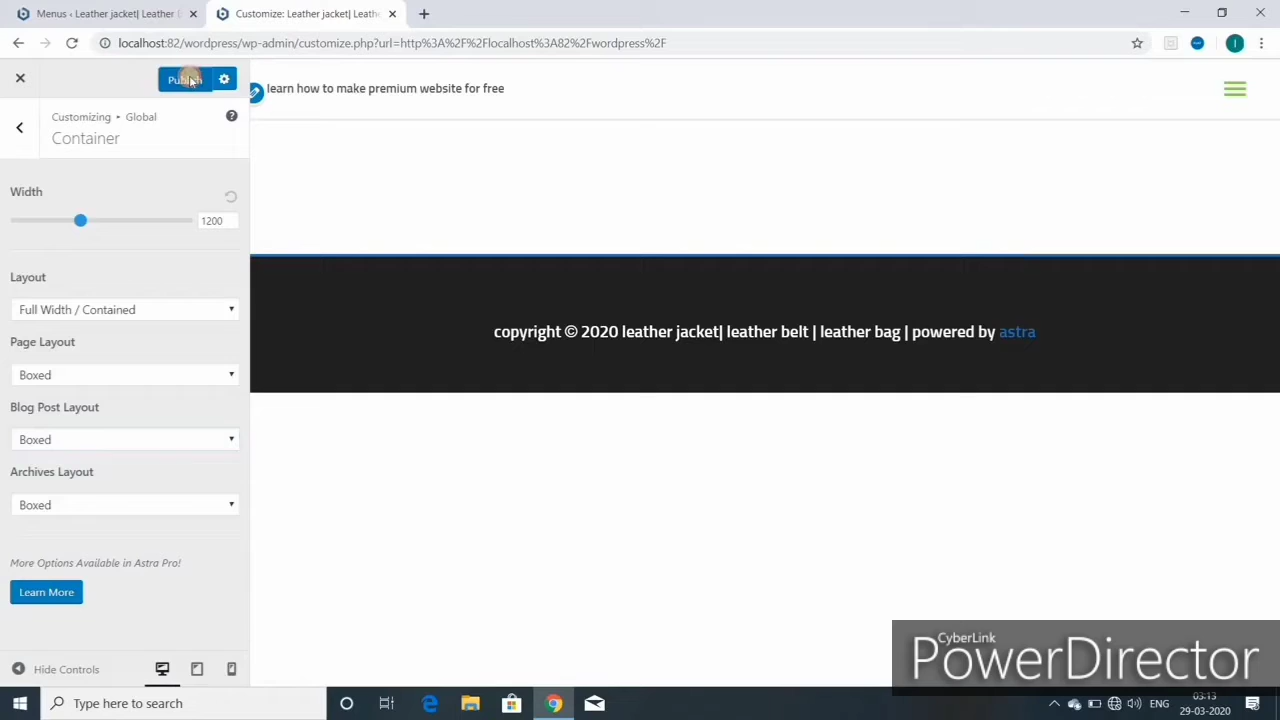 Menus ‹ Leather jacket| Leather (
Customize: Leather jacket| Leathe
localhost:82/wordpress/wp-admin/customize.php?url=http%3A%2F%2Flocalhost%3A82%2Fwordpress%2F
I
Publish
learn how to make premium website for free
Customizing • Global
Container
Width
1200
Layout
Full Width / Contained
Page Layout
Boxed
copyright © 2020 leather jacket| leather belt | leather bag | powered by astra
Blog Post Layout
Boxed
Archives Layout
Boxed
More Options Available in Astra Pro!
Learn More
Hide Controls
CyberLink
PowerDirector
Type here to search
ENG
03:13
29-03-2020